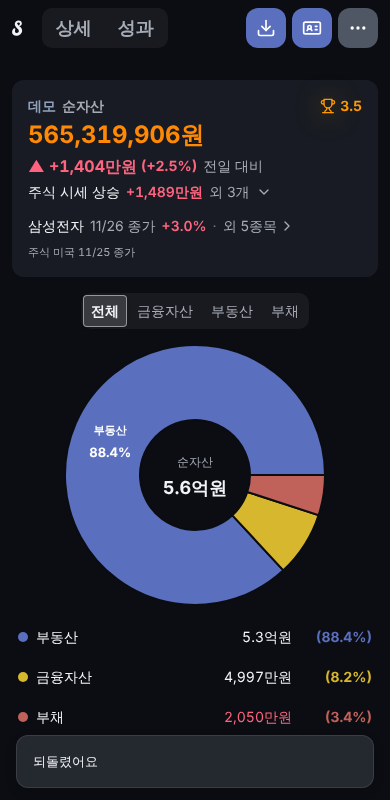 상세 성과
데모 순자산 3.5
565,319,906원
▲ +1,404만원 (+2.5%) 전일 대비
주식 시세 상승 +1,489만원 외 3개
삼성전자 11/26 종가 +3.0% · 외 5종목
주식 미국 11/25 종가
전체 금융자산 부동산 부채
부동산
88.4%
순자산
5.6억원
부동산 5.3억원 (88.4%)
금융자산 4,997만원 (8.2%)
부채 2,050만원 (3.4%)
되돌렸어요